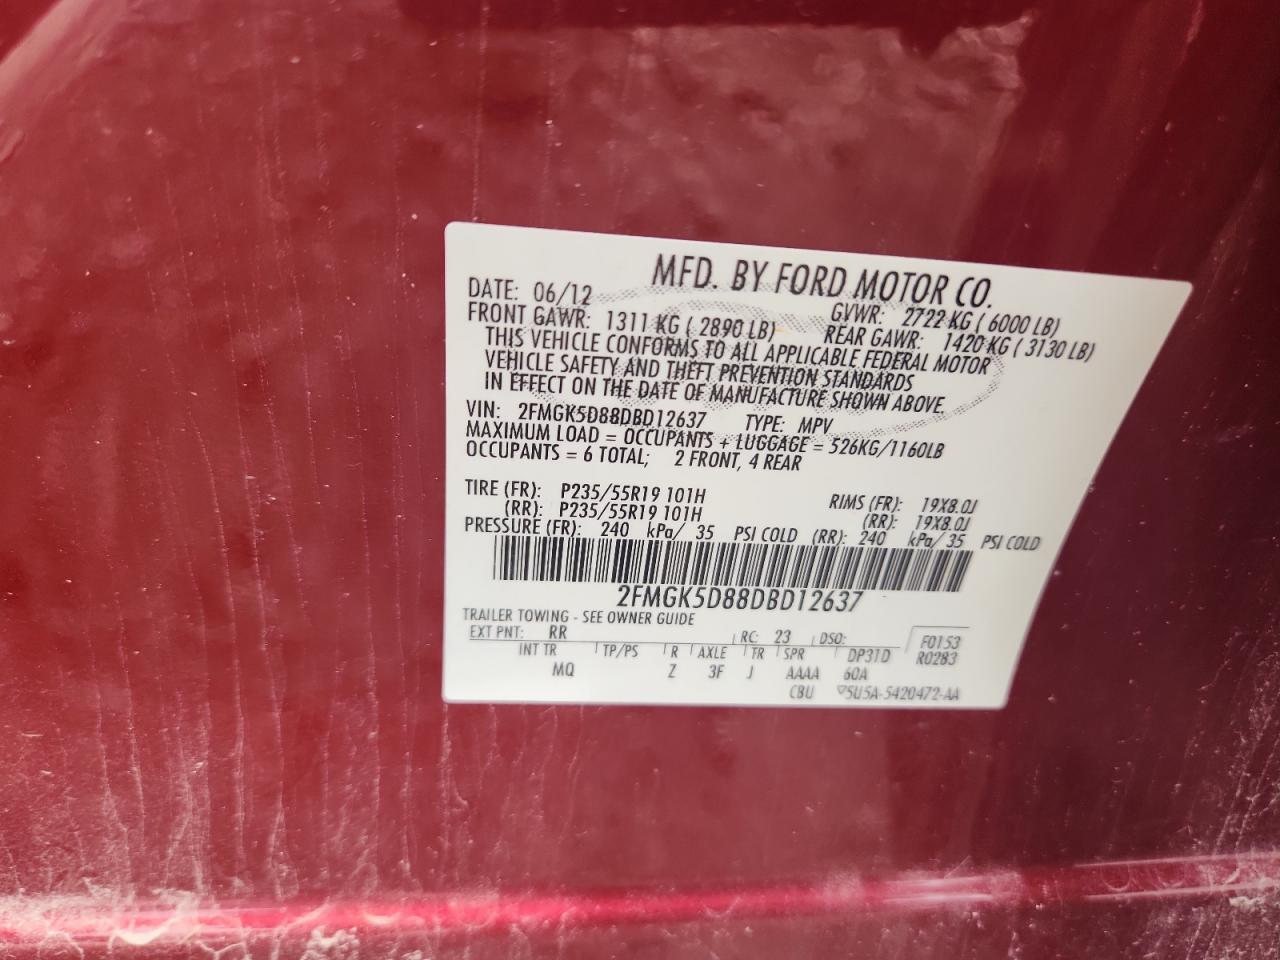 MFD. BY FORD MOTOR CO.
DATE: 06/12 GVWR: 2722 KG ( 6000 LB)
FRONT GAWR: 1311 KG ( 2890 LB) REAR GAWR: 1420 KG ( 3130 LB)
THIS VEHICLE CONFORMS TO ALL APPLICABLE FEDERAL MOTOR
VEHICLE SAFETY AND THEFT PREVENTION STANDARDS
IN EFFECT ON THE DATE OF MANUFACTURE SHOWN ABOVE.
VIN: 2FMGK5D88DBD12637 TYPE: MPV
MAXIMUM LOAD = OCCUPANTS + LUGGAGE = 526KG/1160LB
OCCUPANTS = 6 TOTAL; 2 FRONT, 4 REAR
TIRE (FR): P235/55R19 101H RIMS (FR): 19X8.0J
(RR): P235/55R19 101H (RR): 19X8.0J
PRESSURE (FR): 240 kPa/ 35 PSI COLD (RR): 240 kPa/ 35 PSI COLD
2FMGK5D88DBD12637
TRAILER TOWING - SEE OWNER GUIDE
EXT PNT: RR RC: 23 DSO: F0153
INT TR TP/PS R AXLE TR SPR DP31D R0283
MQ Z 3F J AAAA 60A
CBU 5U5A-5420472-AA